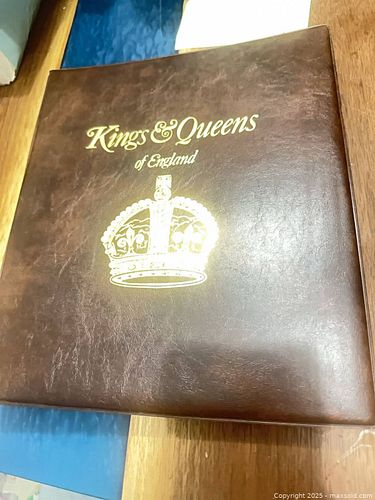 Kings & Queens
of England
Copyright 2025 - maxsold.com